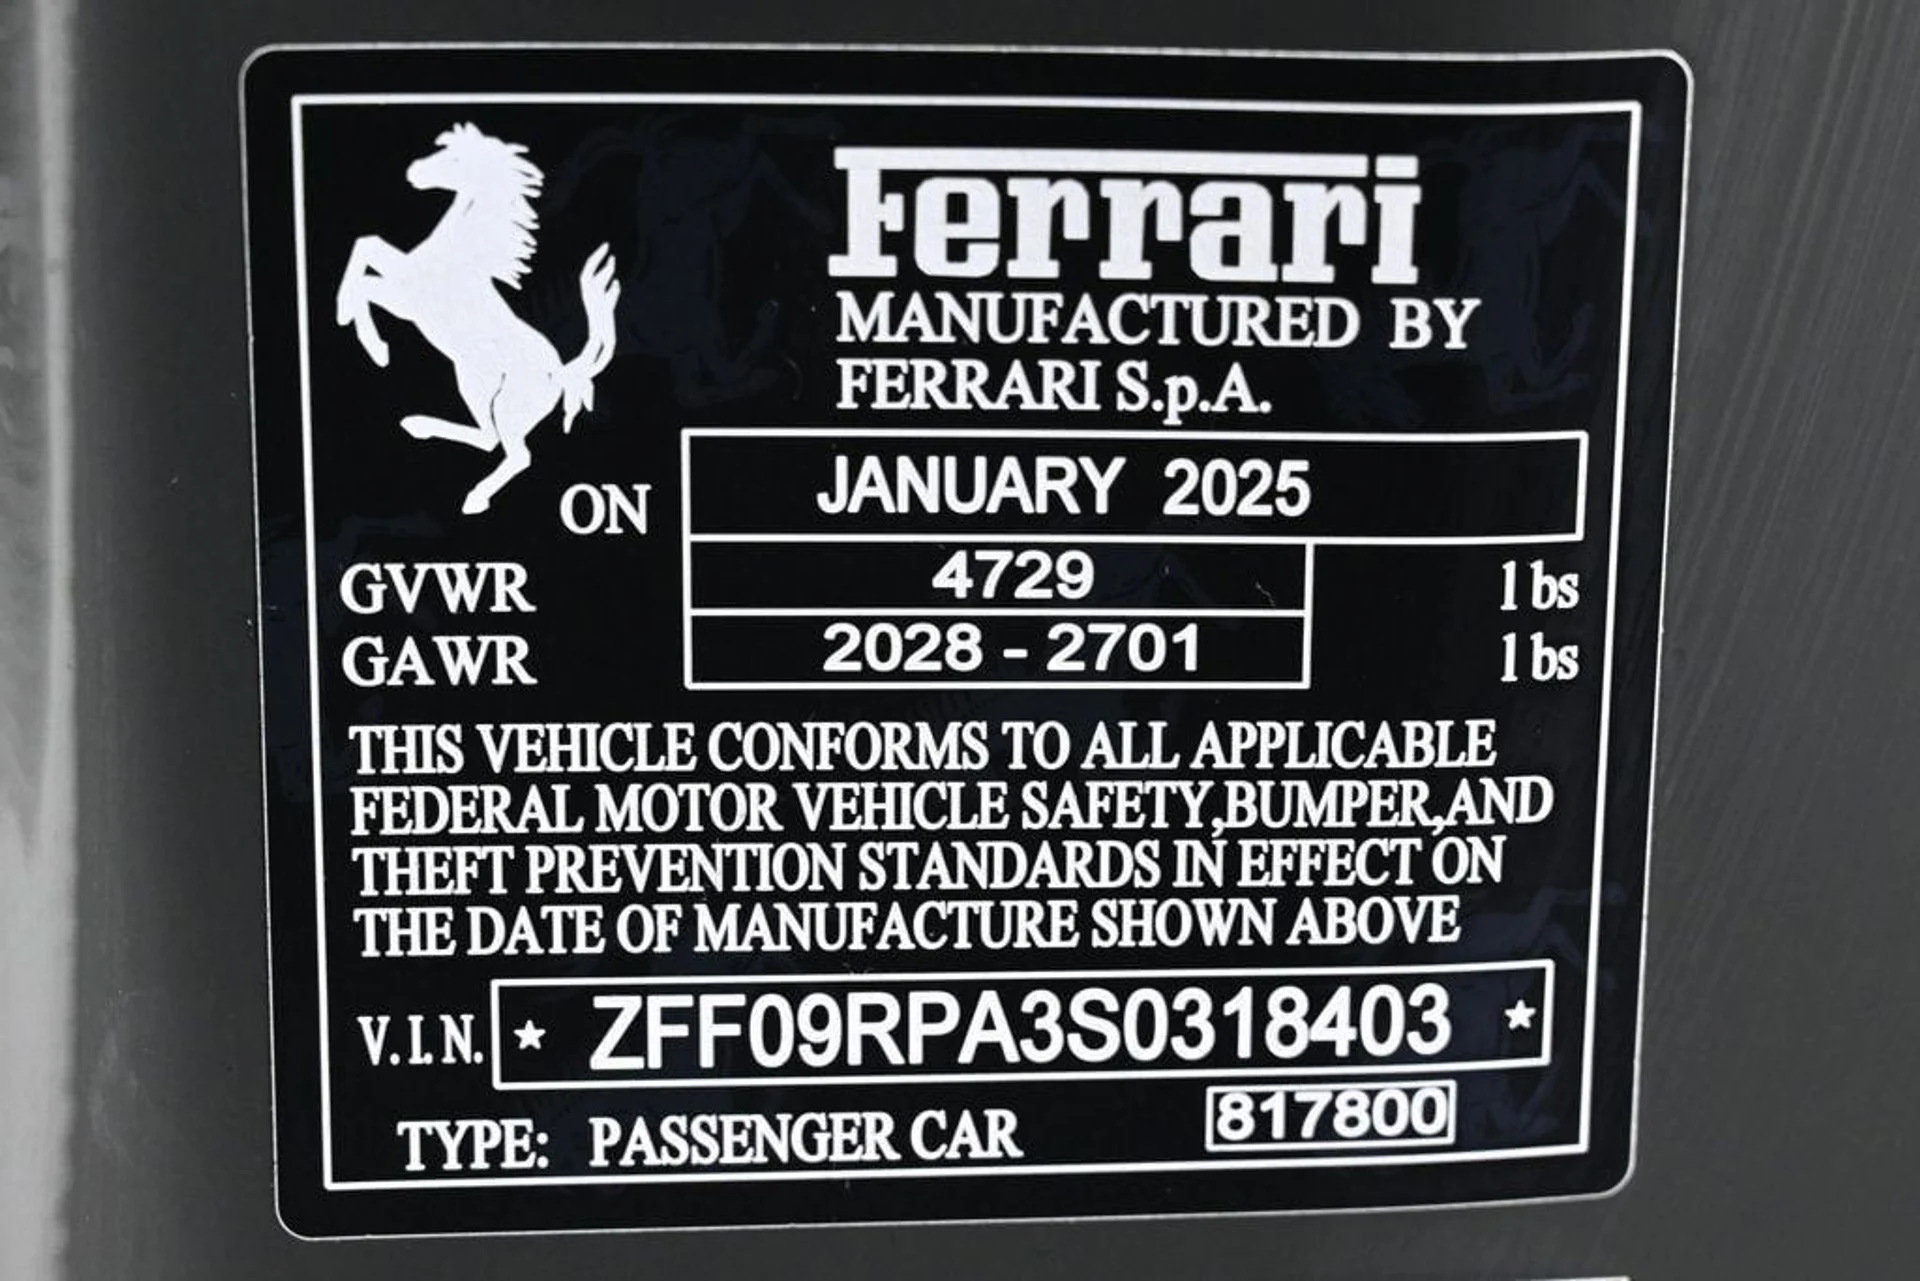 Ferrari
MANUFACTURED BY
FERRARI S.p.A.
ON JANUARY 2025
GVWR 4729 lbs
GAWR 2028 - 2701 lbs
THIS VEHICLE CONFORMS TO ALL APPLICABLE
FEDERAL MOTOR VEHICLE SAFETY,BUMPER,AND
THEFT PREVENTION STANDARDS IN EFFECT ON
THE DATE OF MANUFACTURE SHOWN ABOVE
V.I.N. ★ ZFF09RPA3S0318403 ★
TYPE: PASSENGER CAR 817800